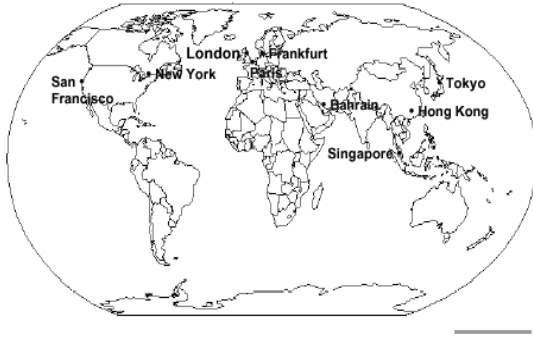 London
Frankfurt
San
Francisco
New York
Paris
Tokyo
Bahrain
Hong Kong
Singapore